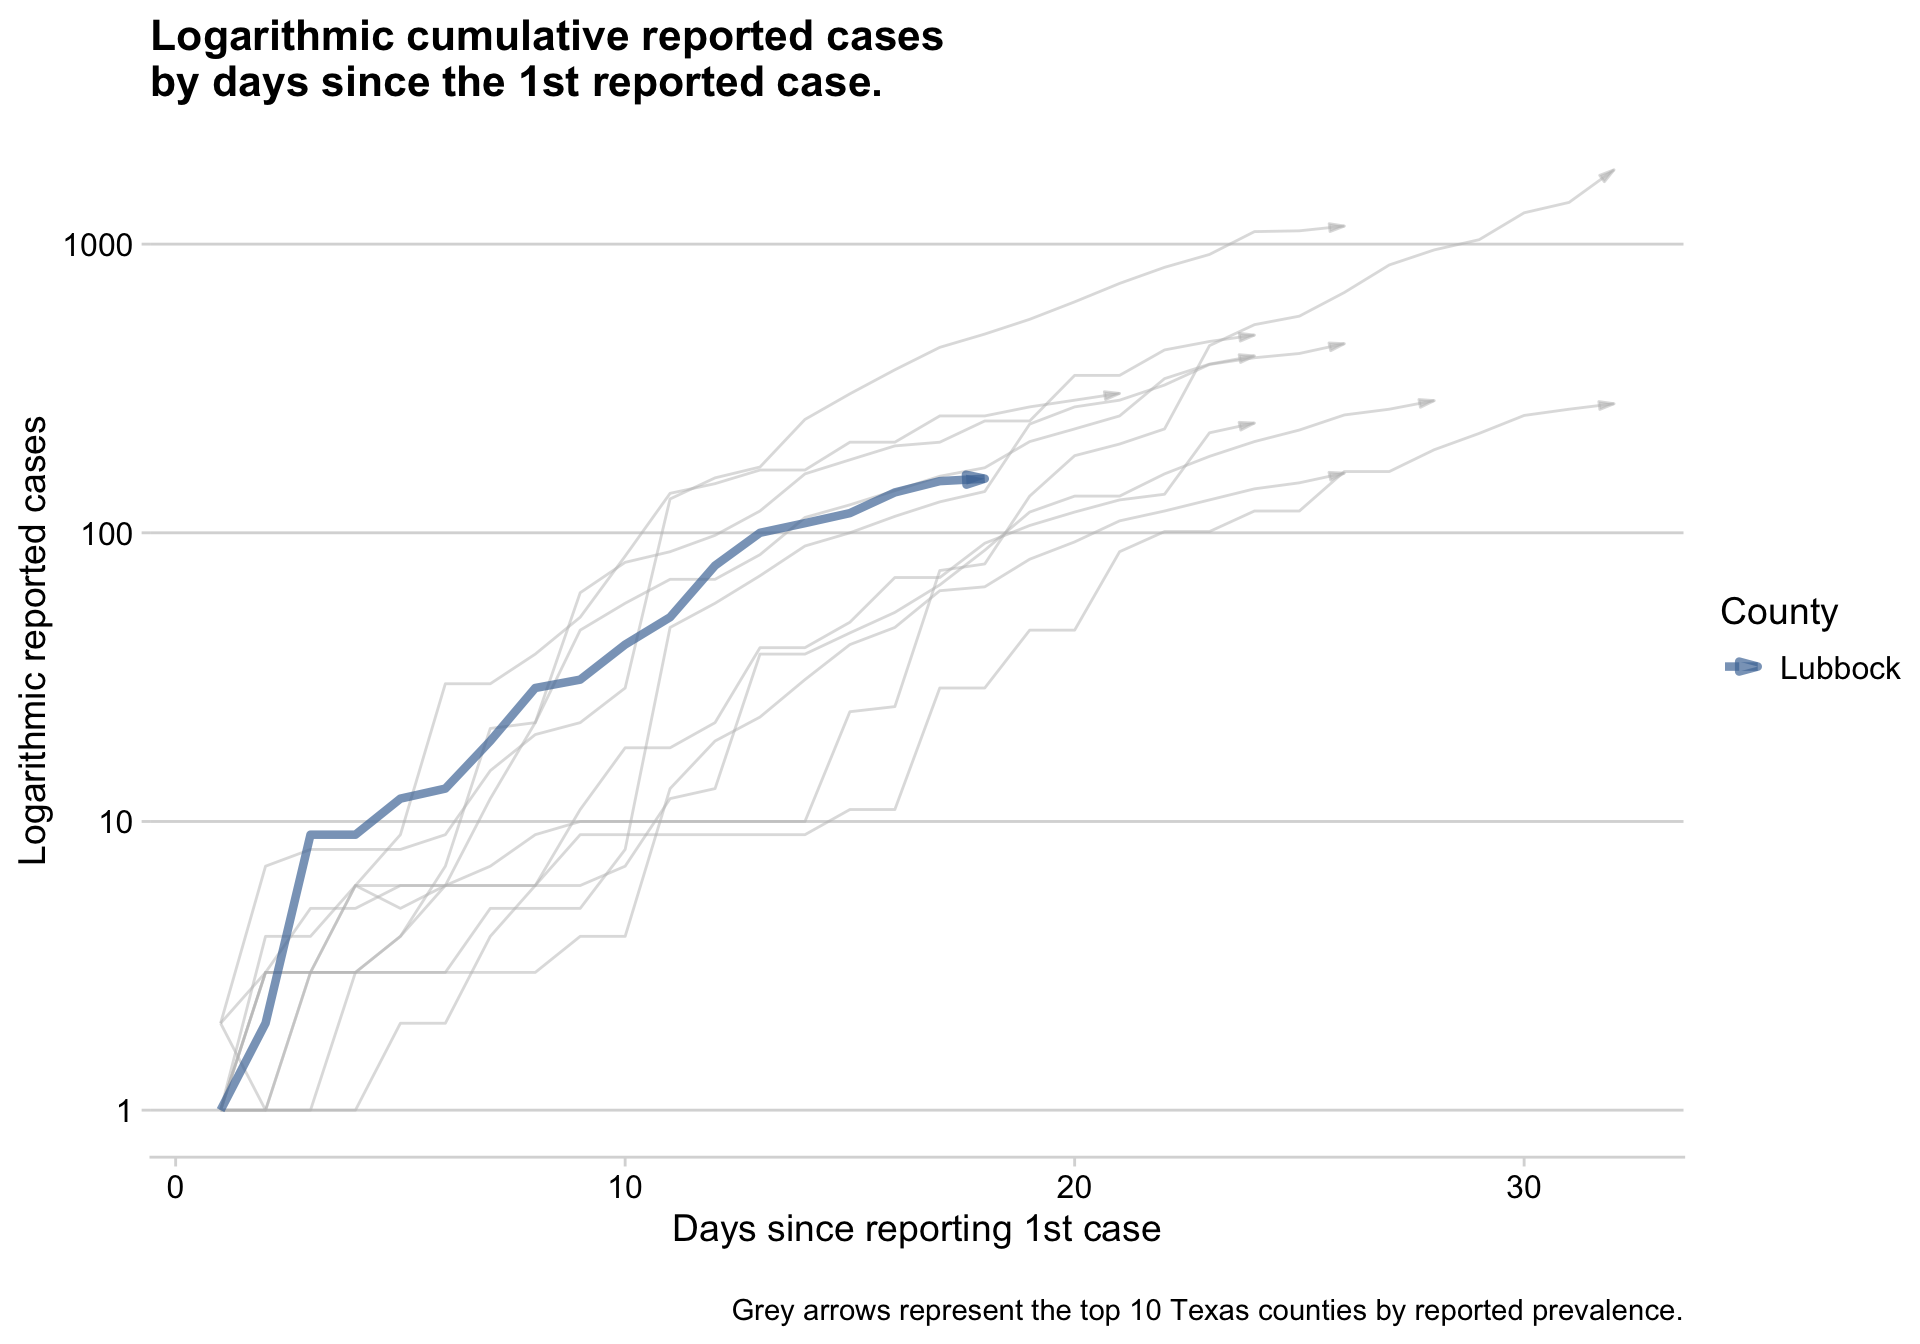 Logarithmic cumulative reported cases
by days since the 1st reported case.
Logarithmic reported cases
1000
100
10
1
0
10
20
30
Days since reporting 1st case
County
Lubbock
Grey arrows represent the top 10 Texas counties by reported prevalence.